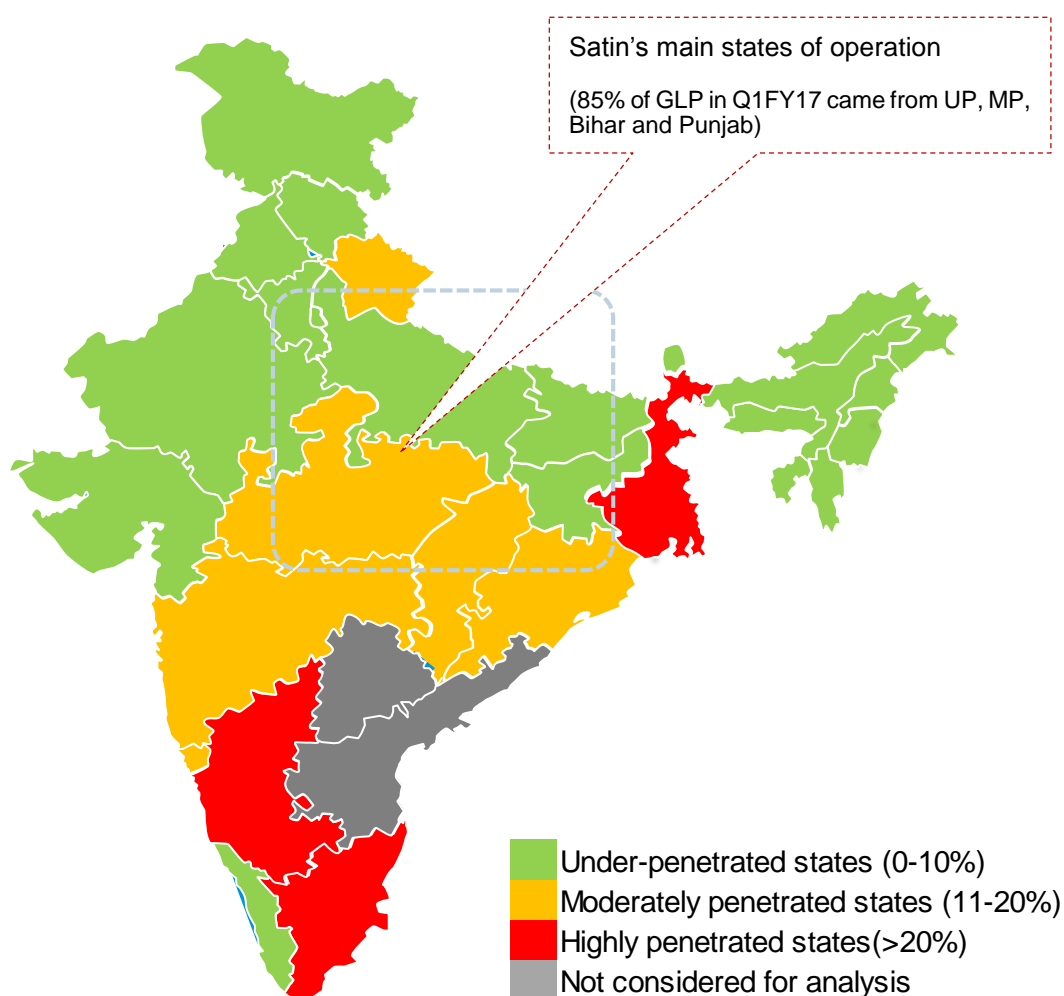 Satin’s main states of operation
(85% of GLP in Q1FY17 came from UP, MP,
Bihar and Punjab)
Under-penetrated states (0-10%)
Moderately penetrated states (11-20%)
Highly penetrated states(>20%)
Not considered for analysis